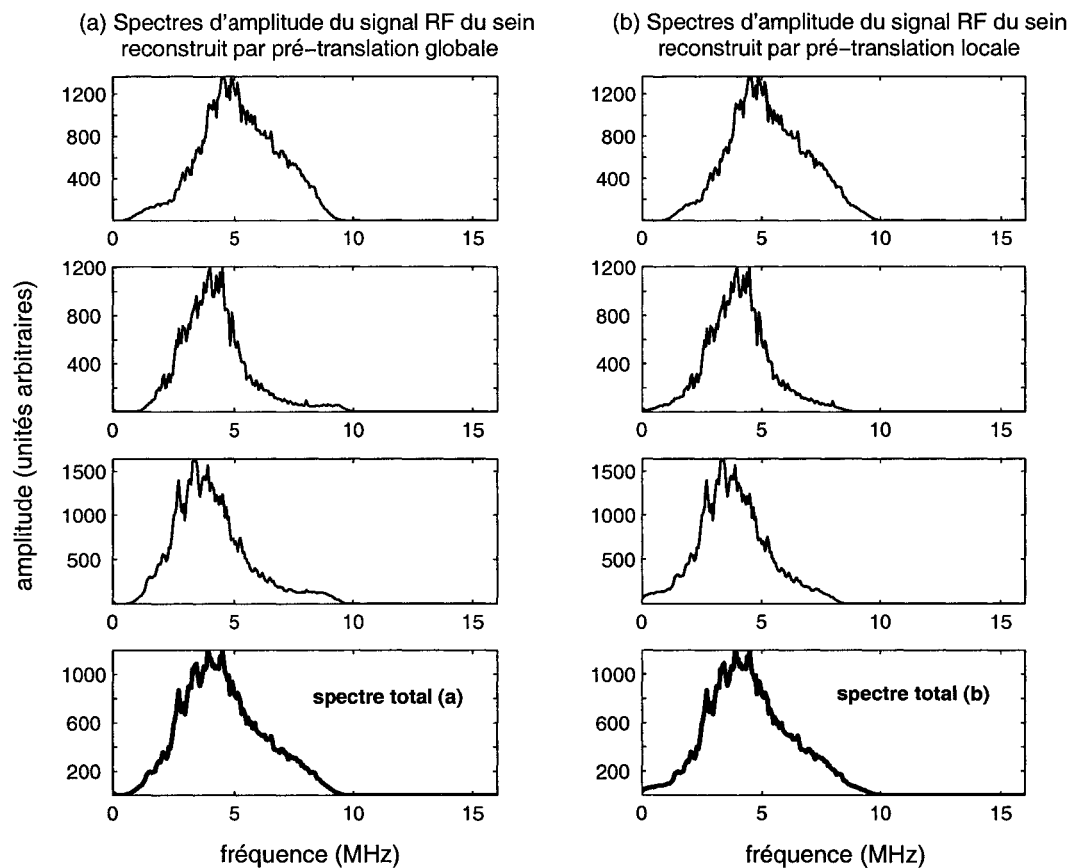 (a) Spectres d'amplitude du signal RF du sein
reconstruit par pré–translation globale
(b) Spectres d'amplitude du signal RF du sein
reconstruit par pré–translation locale
amplitude (unités arbitraires)
1200
800
400
0 5 10 15
1200
800
400
0 5 10 15
1200
800
400
0 5 10 15
1200
800
400
0 5 10 15
1500
1000
500
0 5 10 15
1500
1000
500
0 5 10 15
1000
600
200
spectre total (a)
0 5 10 15
fréquence (MHz)
1000
600
200
spectre total (b)
0 5 10 15
fréquence (MHz)